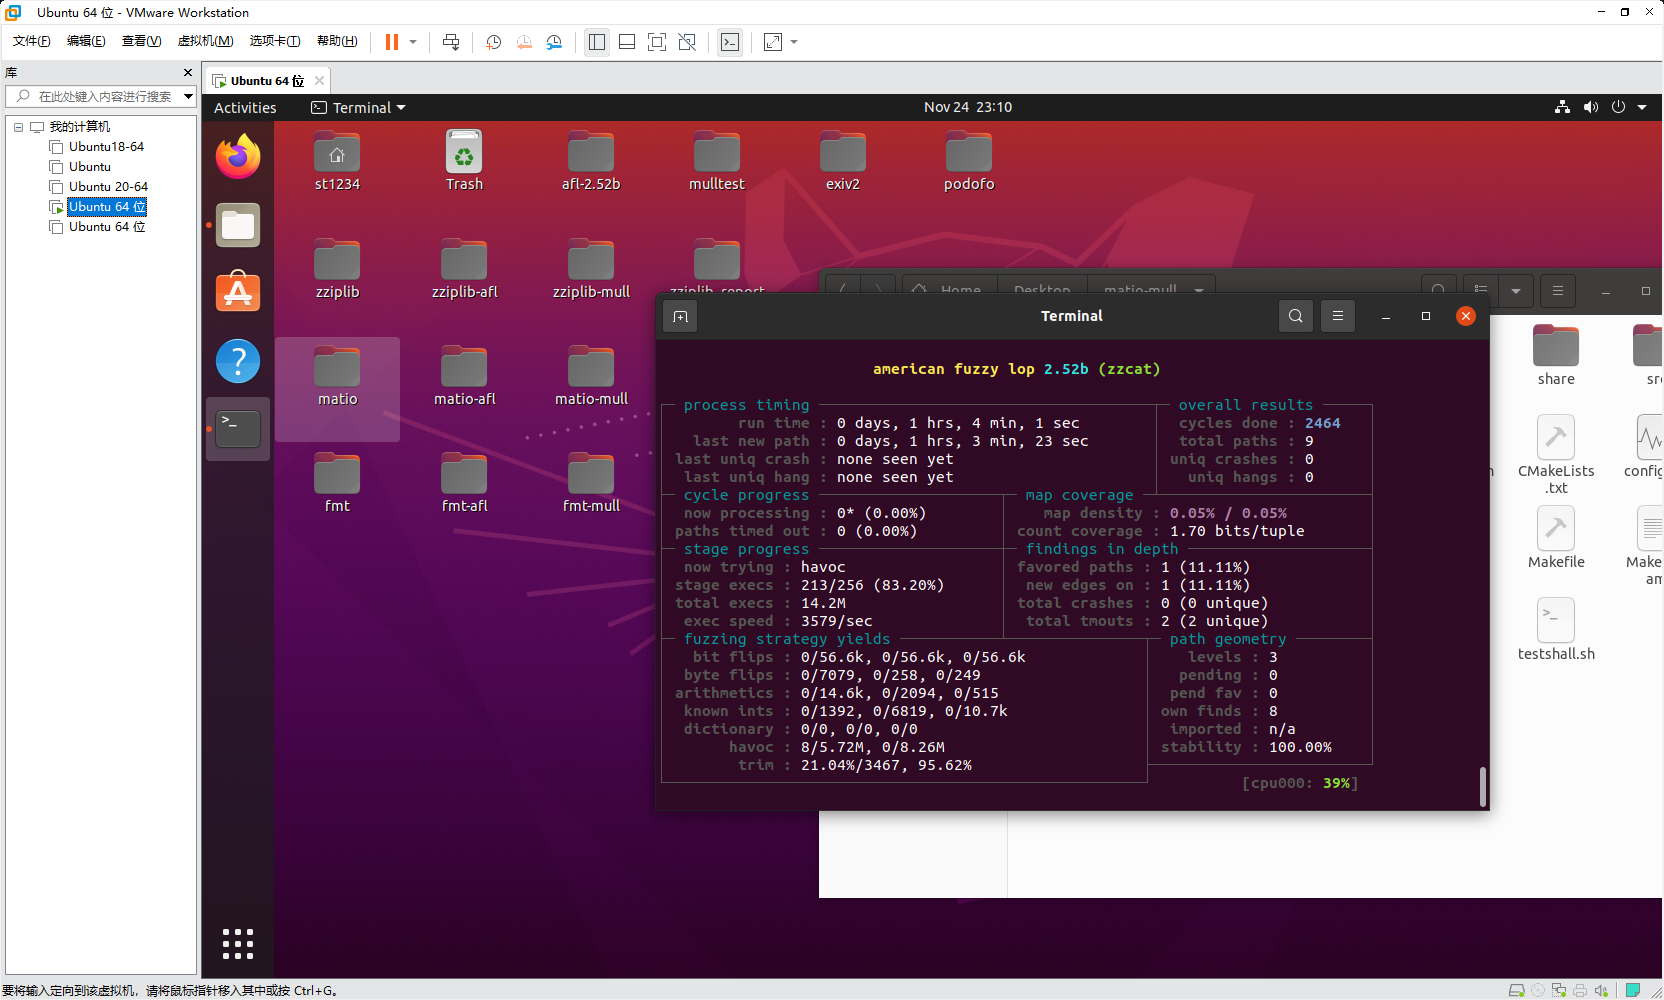 Ubuntu 64 位 - VMware Workstation
文件(F) 编辑(E) 查看(V) 虚拟机(M) 选项卡(T) 帮助(H)
库
在此处键入内容进行搜索
我的计算机
Ubuntu18-64
Ubuntu
Ubuntu 20-64
Ubuntu 64 位
Ubuntu 64 位
Ubuntu 64 位
Activities Terminal Nov 24 23:10
st1234 Trash afl-2.52b mulltest exiv2 podofo
zziplib zziplib-afl zziplib-mull zziplib_report
matio matio-afl matio-mull
fmt fmt-afl fmt-mull
Home Desktop matio-mull
share
CMakeLists
.txt
Makefile
testshall.sh
Terminal
american fuzzy lop 2.52b (zzcat)
process timing overall results
run time : 0 days, 1 hrs, 4 min, 1 sec cycles done : 2464
last new path : 0 days, 1 hrs, 3 min, 23 sec total paths : 9
last uniq crash : none seen yet uniq crashes : 0
last uniq hang : none seen yet uniq hangs : 0
cycle progress map coverage
now processing : 0* (0.00%) map density : 0.05% / 0.05%
paths timed out : 0 (0.00%) count coverage : 1.70 bits/tuple
stage progress findings in depth
now trying : havoc favored paths : 1 (11.11%)
stage execs : 213/256 (83.20%) new edges on : 1 (11.11%)
total execs : 14.2M total crashes : 0 (0 unique)
exec speed : 3579/sec total tmouts : 2 (2 unique)
fuzzing strategy yields path geometry
bit flips : 0/56.6k, 0/56.6k, 0/56.6k levels : 3
byte flips : 0/7079, 0/258, 0/249 pending : 0
arithmetics : 0/14.6k, 0/2094, 0/515 pend fav : 0
known ints : 0/1392, 0/6819, 0/10.7k own finds : 8
dictionary : 0/0, 0/0, 0/0 imported : n/a
havoc : 8/5.72M, 0/8.26M stability : 100.00%
trim : 21.04%/3467, 95.62%
[cpu000: 39%]
要将输入定向到该虚拟机，请将鼠标指针移入其中或按 Ctrl+G。